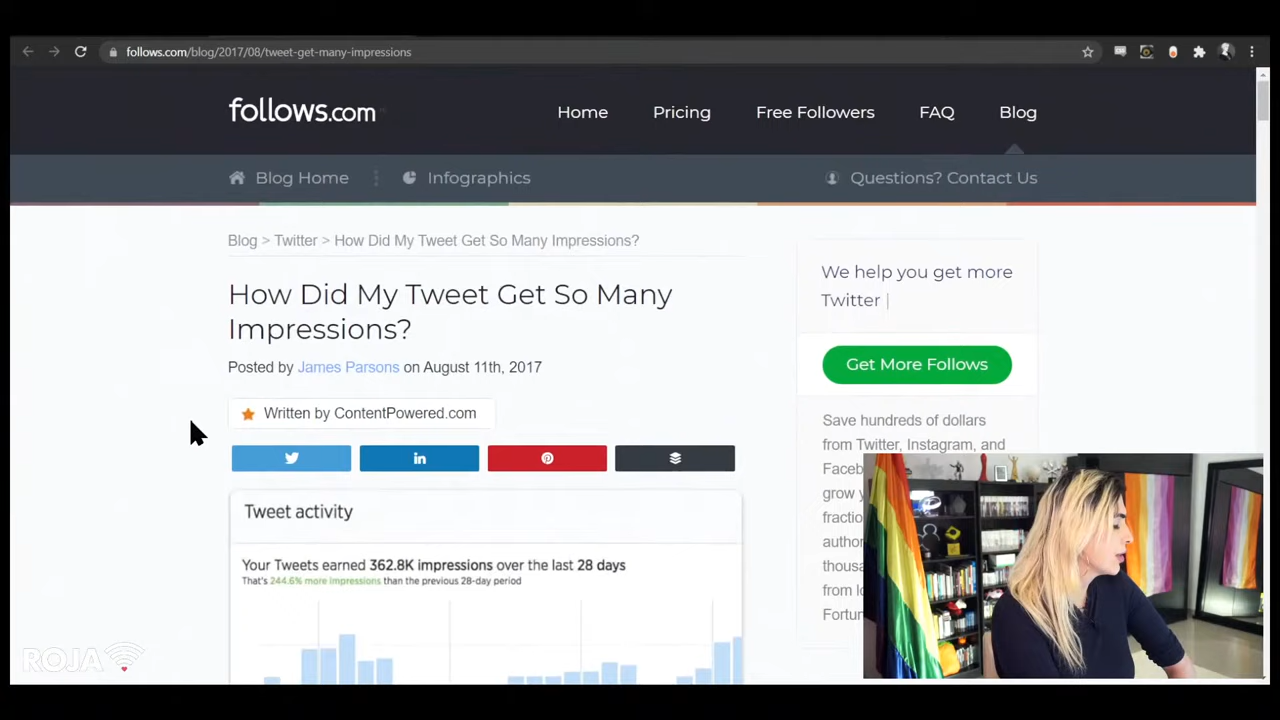 follows.com/blog/2017/08/tweet-get-many-impressions
follows.com
Home
Pricing
Free Followers
FAQ
Blog
Blog Home
Infographics
Questions? Contact Us
Blog > Twitter > How Did My Tweet Get So Many Impressions?
How Did My Tweet Get So Many
Impressions?
Posted by James Parsons on August 11th, 2017
Written by ContentPowered.com
Tweet activity
Your Tweets earned 362.8K impressions over the last 28 days
That's 244.6% more impressions than the previous 28-day period
We help you get more
Twitter
Get More Follows
Save hundreds of dollars
from Twitter, Instagram, and
ROJA